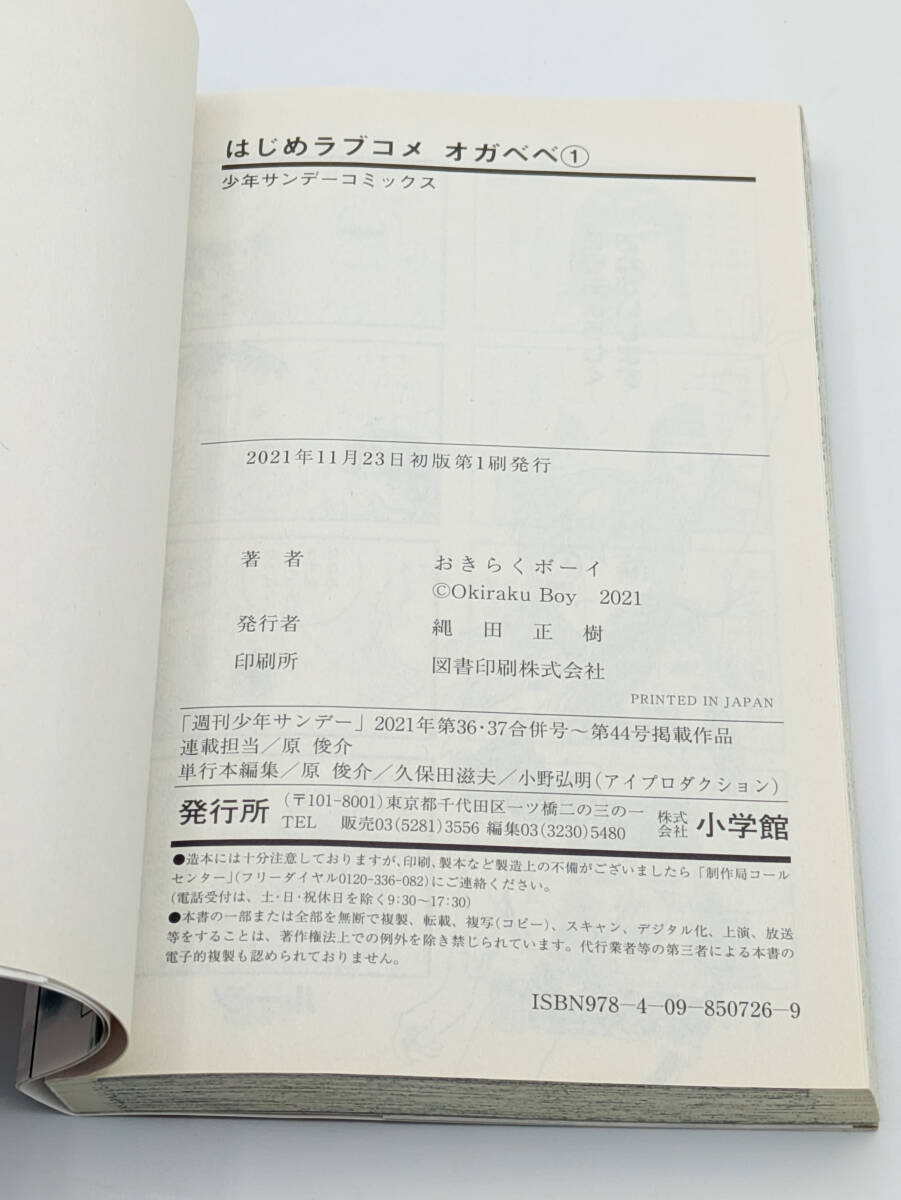 はじめラブコメ オガベベ①
少年サンデーコミックス
2021年11月23日初版第1刷発行
著者 おきらくボーイ
©Okiraku Boy 2021
発行者 縄田正樹
印刷所 図書印刷株式会社
PRINTED IN JAPAN
「週刊少年サンデー」2021年第36・37合併号～第44号掲載作品
連載担当／原 俊介
単行本編集／原 俊介／久保田滋夫／小野弘明(アイプロダクション)
発行所 (〒101-8001)東京都千代田区一ツ橋二の三の一 株式会社 小学館
TEL 販売03(5281)3556 編集03(3230)5480
●造本には十分注意しておりますが、印刷、製本など製造上の不備がございましたら「制作局コール
センター」(フリーダイヤル0120-336-082)にご連絡ください。
(電話受付は、土・日・祝休日を除く9:30～17:30)
●本書の一部または全部を無断で複製、転載、複写(コピー)、スキャン、デジタル化、上演、放送
等をすることは、著作権法上での例外を除き禁じられています。代行業者等の第三者による本書の
電子的複製も認められておりません。
ISBN978-4-09-850726-9